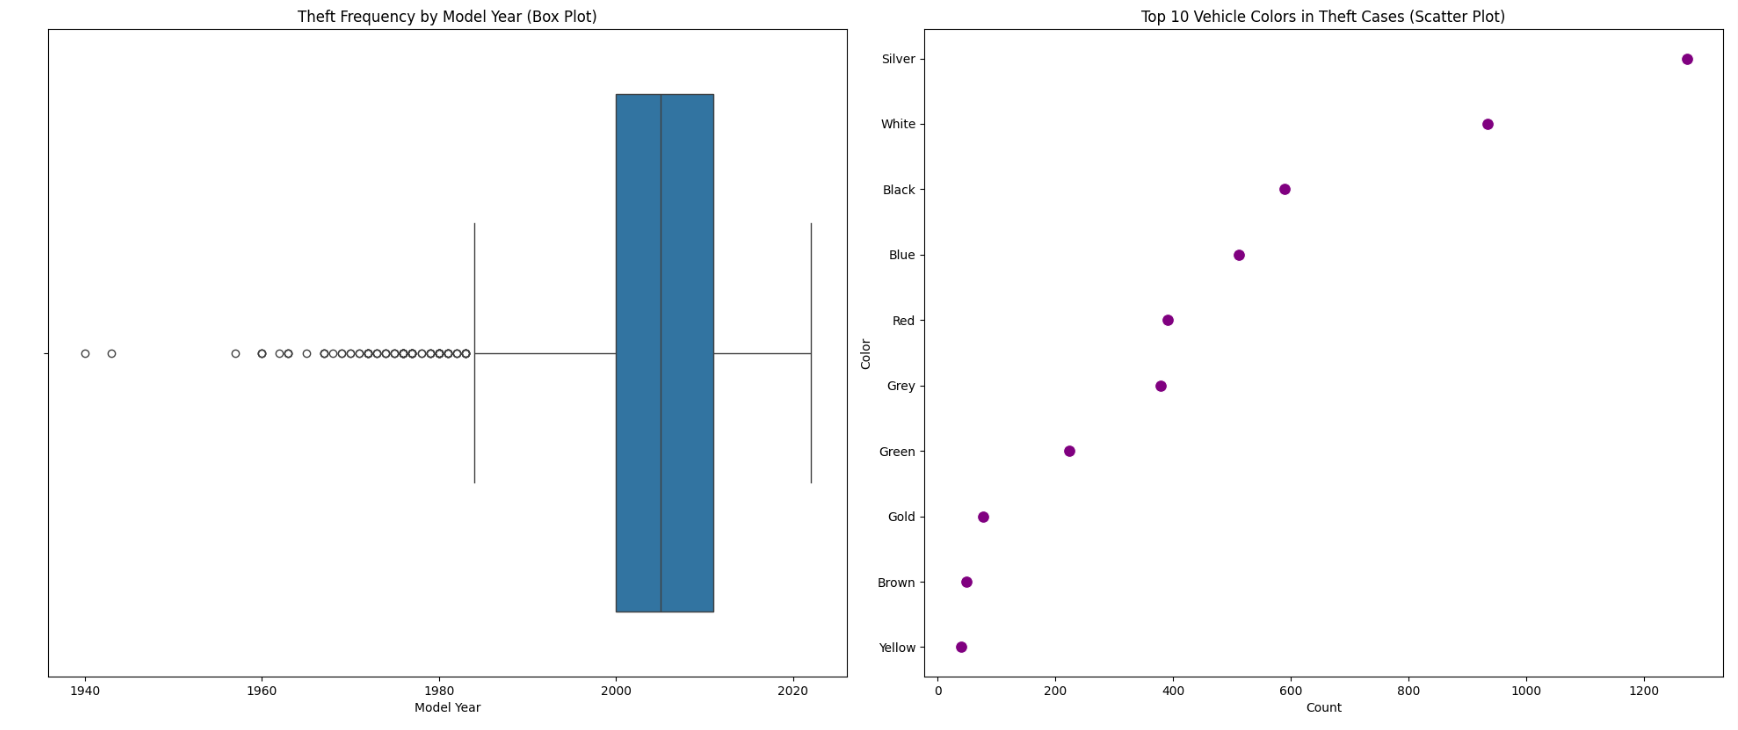 Theft Frequency by Model Year (Box Plot)
1940
1960
1980
2000
2020
Model Year
Top 10 Vehicle Colors in Theft Cases (Scatter Plot)
Color
Silver
White
Black
Blue
Red
Grey
Green
Gold
Brown
Yellow
0
200
400
600
800
1000
1200
Count